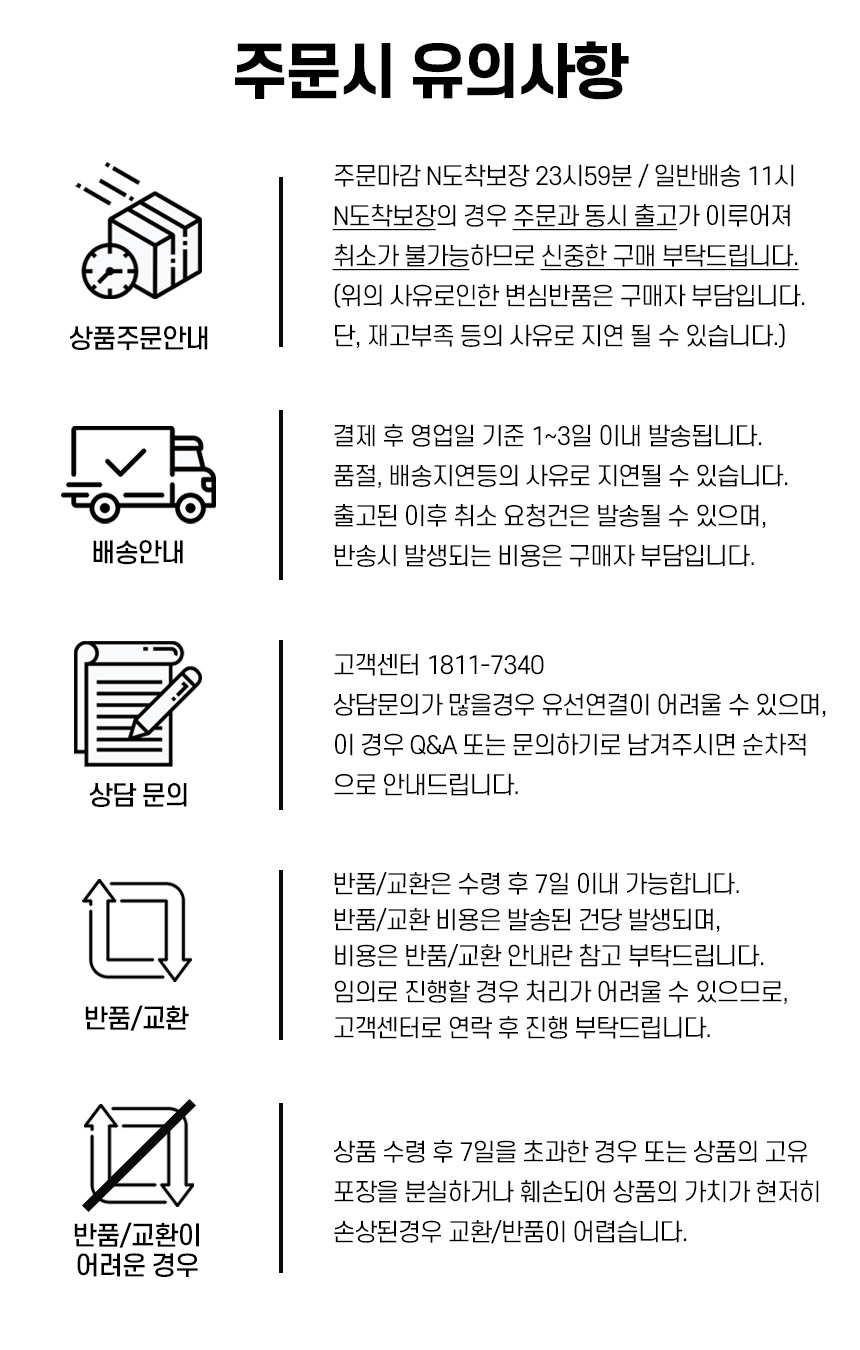 주문시 유의사항
주문마감 N도착보장 23시59분 / 일반배송 11시
N도착보장의 경우 주문과 동시 출고가 이루어져
취소가 불가능하므로 신중한 구매 부탁드립니다.
(위의 사유로인한 변심반품은 구매자 부담입니다.
단, 재고부족 등의 사유로 지연 될 수 있습니다.)
상품주문안내
결제 후 영업일 기준 1~3일 이내 발송됩니다.
품절, 배송지연등의 사유로 지연될 수 있습니다.
출고된 이후 취소 요청건은 발송될 수 있으며,
반송시 발생되는 비용은 구매자 부담입니다.
배송안내
고객센터 1811-7340
상담문의가 많을경우 유선연결이 어려울 수 있으며,
이 경우 Q&A 또는 문의하기로 남겨주시면 순차적
으로 안내드립니다.
상담 문의
반품/교환은 수령 후 7일 이내 가능합니다.
반품/교환 비용은 발송된 건당 발생되며,
비용은 반품/교환 안내란 참고 부탁드립니다.
임의로 진행할 경우 처리가 어려울 수 있으므로,
고객센터로 연락 후 진행 부탁드립니다.
반품/교환
상품 수령 후 7일을 초과한 경우 또는 상품의 고유
포장을 분실하거나 훼손되어 상품의 가치가 현저히
손상된경우 교환/반품이 어렵습니다.
반품/교환이
어려운 경우